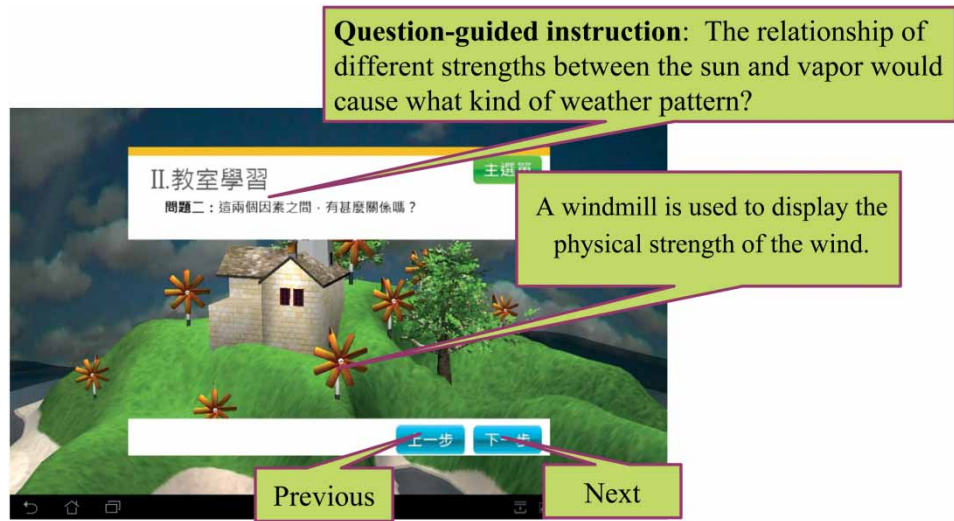 Question-guided instruction: The relationship of
different strengths between the sun and vapor would
cause what kind of weather pattern?
II.教室學習
主選單
問題二：這兩個因素之間，有甚麼關係嗎？
A windmill is used to display the
physical strength of the wind.
上一步
下一步
Previous
Next